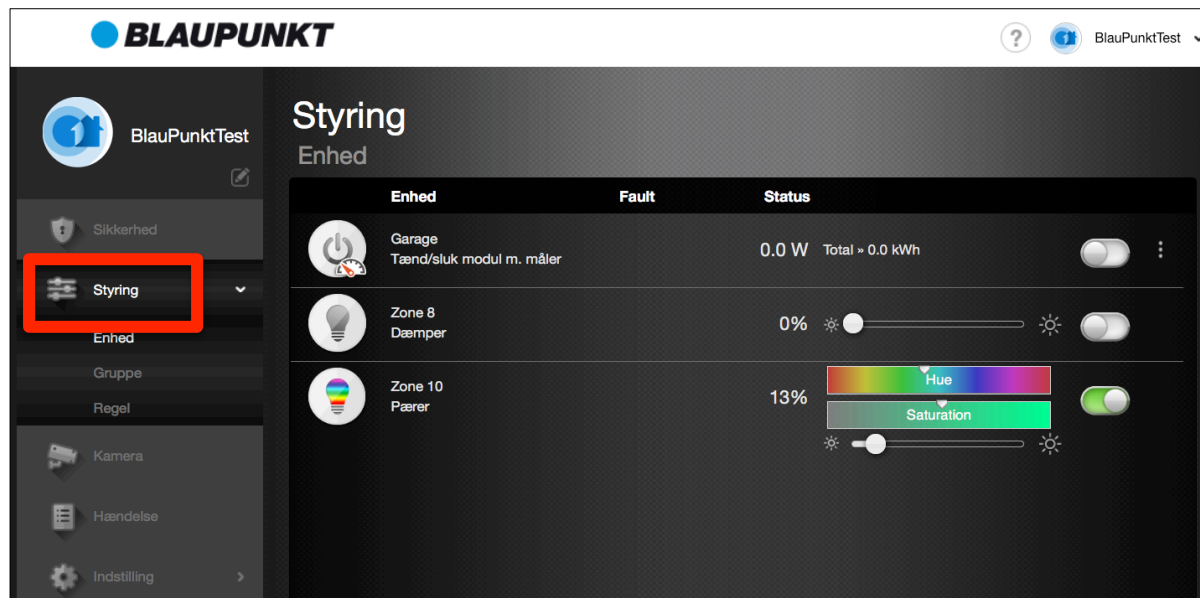 BLAUPUNKT
?
BlauPunktTest
BlauPunktTest
Sikkerhed
Styring
Enhed
Gruppe
Regel
Kamera
Hændelse
Indstilling
Styring
Enhed
Enhed Fault Status
Garage
Tænd/sluk modul m. måler
0.0 W Total » 0.0 kWh
Zone 8
Dæmper
0%
Zone 10
Pærer
13%
Hue
Saturation